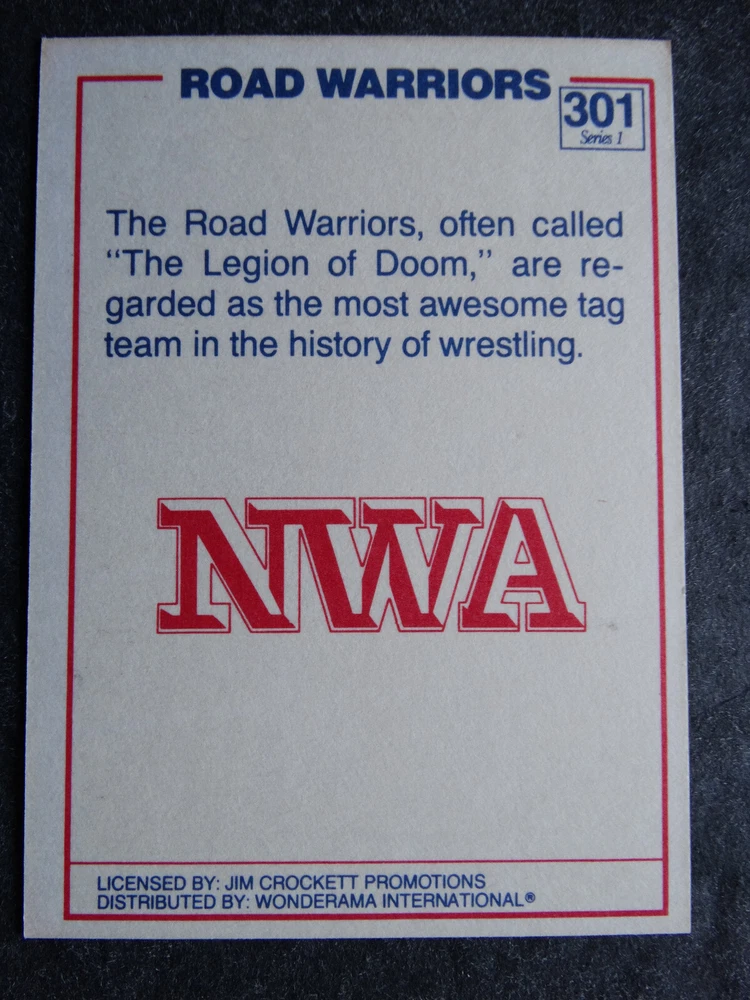 ROAD WARRIORS
301
Series 1
The Road Warriors, often called
“The Legion of Doom,” are re-
garded as the most awesome tag
team in the history of wrestling.
NWA
LICENSED BY: JIM CROCKETT PROMOTIONS
DISTRIBUTED BY: WONDERAMA INTERNATIONAL®